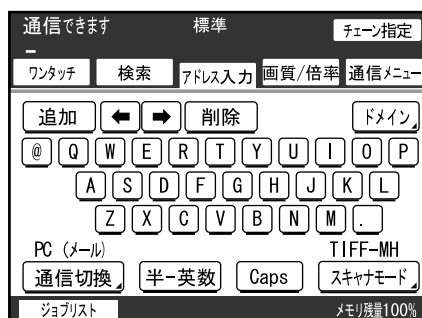 通信できます 標準 チェーン指定
ワンタッチ 検索 アドレス入力 画質/倍率 通信メニュー
追加 ← → 削除 ドメイン
@ Q W E R T Y U I O P
A S D F G H J K L
Z X C V B N M .
PC (メール) TIFF-MH
通信切換 半-英数 Caps スキャナモード
ジョブリスト メモリ残量100%